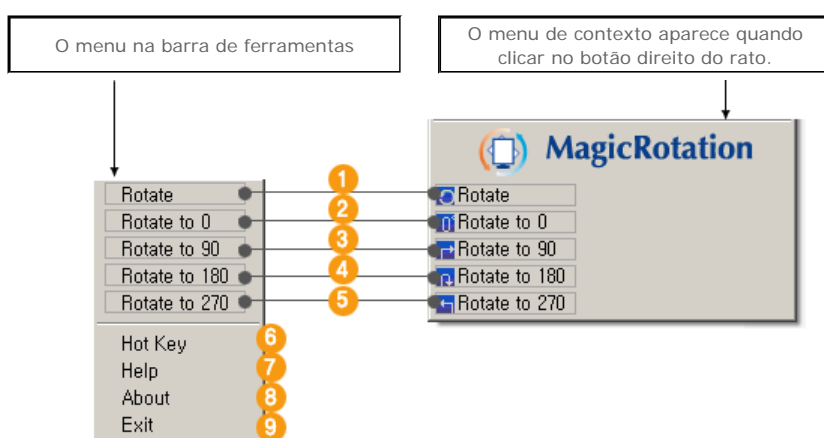 O menu na barra de ferramentas
O menu de contexto aparece quando
clicar no botão direito do rato.
MagicRotation
Rotate
Rotate to 0
Rotate to 90
Rotate to 180
Rotate to 270
Hot Key
Help
About
Exit
1
2
3
4
5
6
7
8
9
Rotate
Rotate to 0
Rotate to 90
Rotate to 180
Rotate to 270